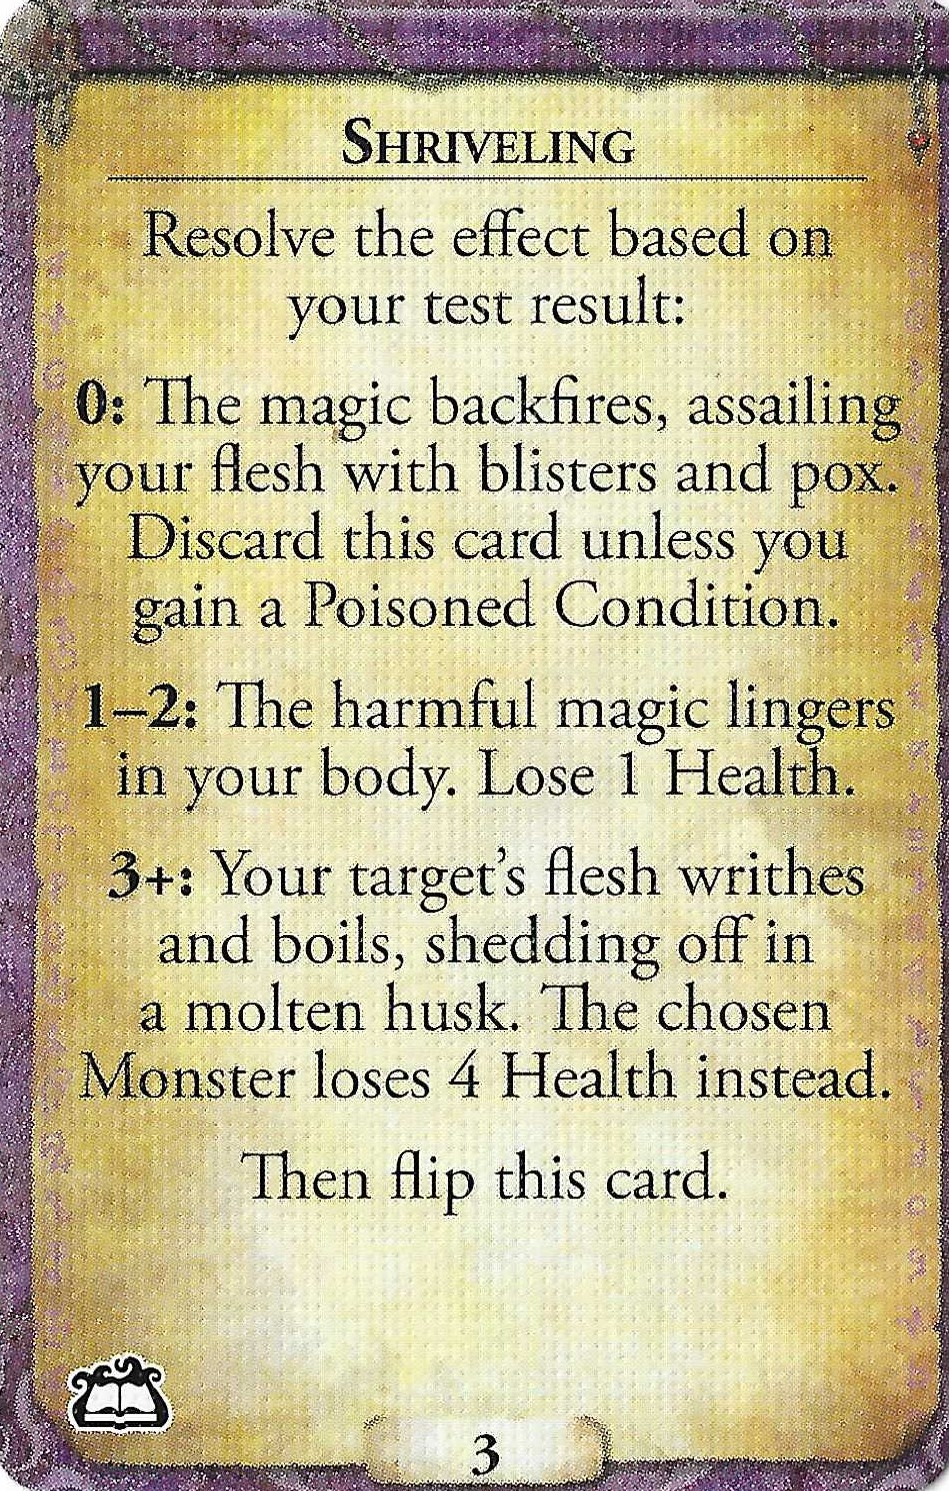 SHRIVELING
Resolve the effect based on
your test result:
0: The magic backfires, assailing
your flesh with blisters and pox.
Discard this card unless you
gain a Poisoned Condition.
1–2: The harmful magic lingers
in your body. Lose 1 Health.
3+: Your target's flesh writhes
and boils, shedding off in
a molten husk. The chosen
Monster loses 4 Health instead.
Then flip this card.
3